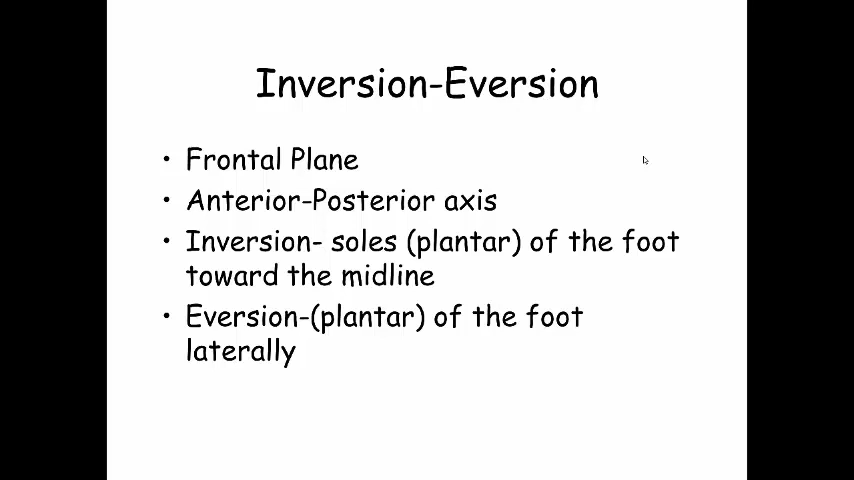 Inversion-Eversion
• Frontal Plane
• Anterior-Posterior axis
• Inversion- soles (plantar) of the foot
toward the midline
• Eversion-(plantar) of the foot
laterally